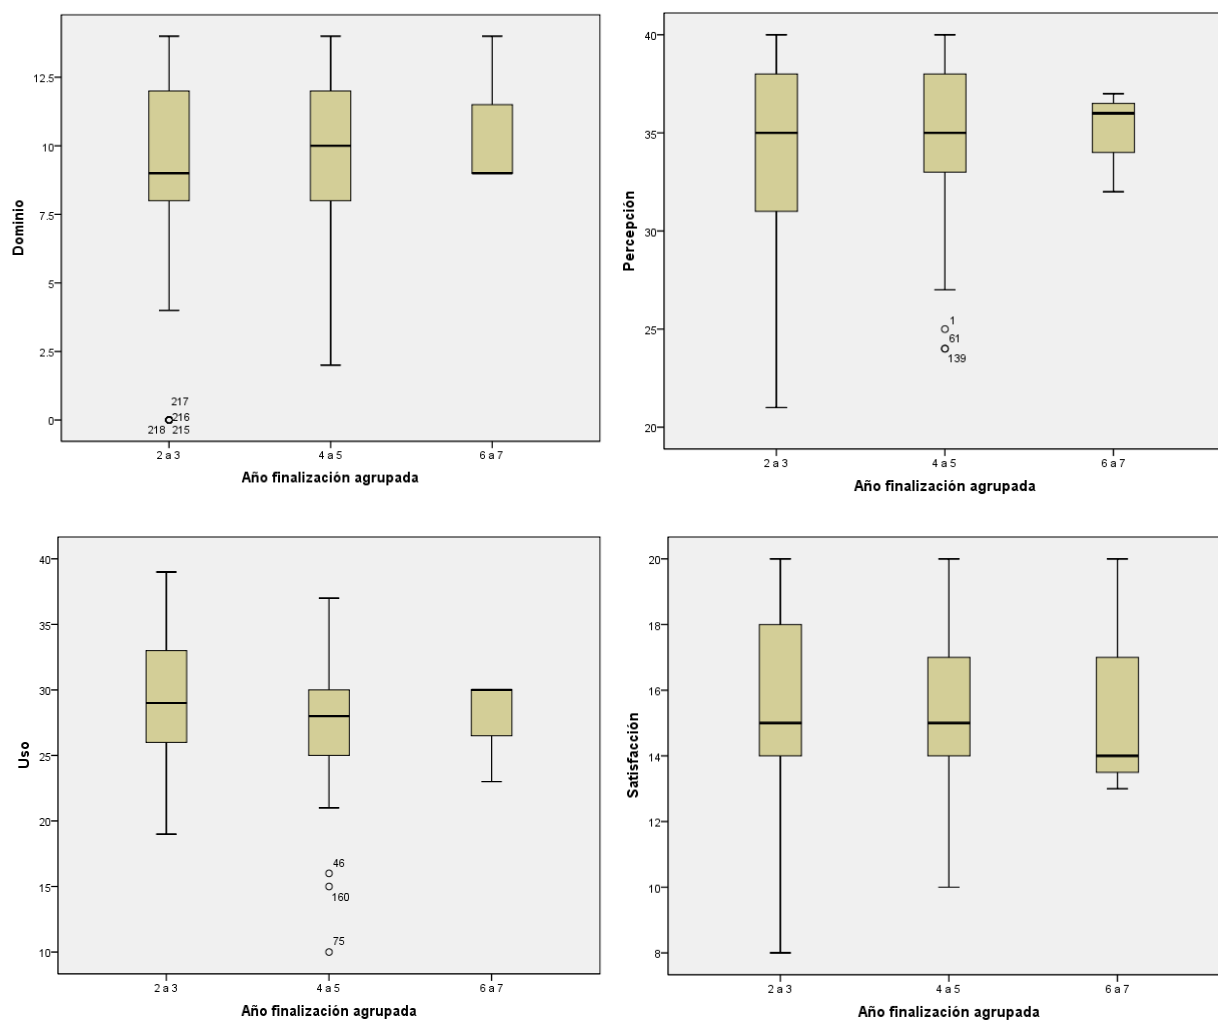 12.5
10
7.5
5
2.5
0
Dominio
217
216
218 215
2 a 3 4 a 5 6 a 7
Año finalización agrupada
40
35
30
25
20
Percepción
1
61
139
2 a 3 4 a 5 6 a 7
Año finalización agrupada
40
35
30
25
20
15
10
Uso
46
160
75
2 a 3 4 a 5 6 a 7
Año finalización agrupada
20
18
16
14
12
10
8
Satisfacción
2 a 3 4 a 5 6 a 7
Año finalización agrupada